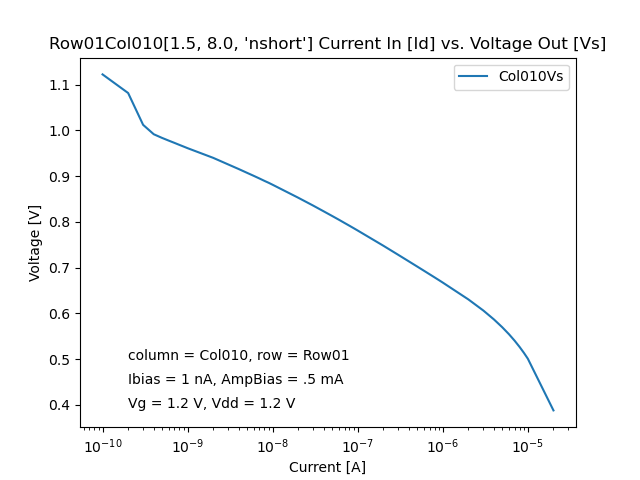 Row01Col010[1.5, 8.0, 'nshort'] Current In [Id] vs. Voltage Out [Vs]
Col010Vs
1.1
1.0
0.9
0.8
0.7
0.6
0.5
0.4
Voltage [V]
column = Col010, row = Row01
Ibias = 1 nA, AmpBias = .5 mA
Vg = 1.2 V, Vdd = 1.2 V
10⁻¹⁰ 10⁻⁹ 10⁻⁸ 10⁻⁷ 10⁻⁶ 10⁻⁵
Current [A]